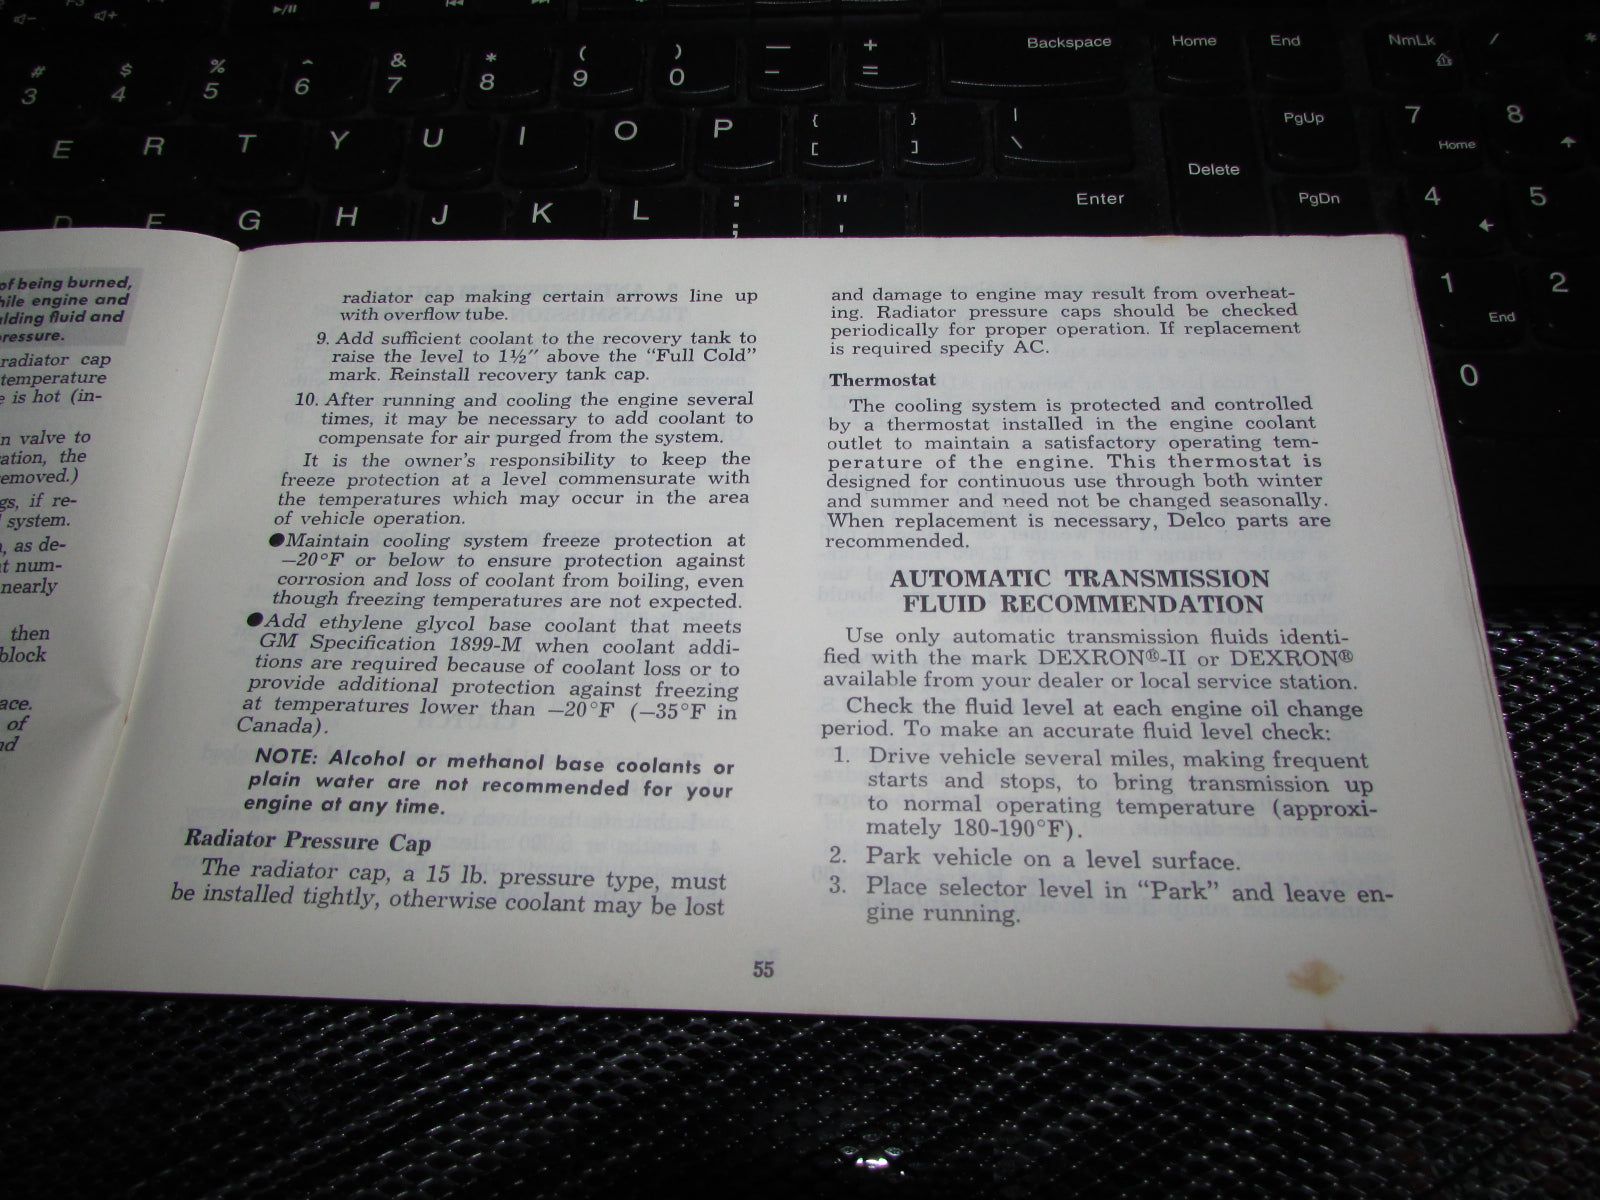 # 3
$ 4
% 5
^ 6
& 7
* 8
( 9
) 0
— -
+ =
Backspace
Home
End
NmLk
/
*
E R T Y U I O P { [ } ] | \
Delete
PgUp
7 Home
8
D F G H J K L : ; " '
Enter
PgDn
4
5
1 End
2
0
of being burned,
hile engine and
lding fluid and
ressure.
radiator cap
temperature
e is hot (in-
n valve to
ation, the
emoved.)
gs, if re-
system.
, as de-
t num-
nearly
then
block
ace.
of
nd
radiator cap making certain arrows line up
with overflow tube.
9. Add sufficient coolant to the recovery tank to
raise the level to 1½″ above the “Full Cold”
mark. Reinstall recovery tank cap.
10. After running and cooling the engine several
times, it may be necessary to add coolant to
compensate for air purged from the system.
It is the owner's responsibility to keep the
freeze protection at a level commensurate with
the temperatures which may occur in the area
of vehicle operation.
●Maintain cooling system freeze protection at
—20°F or below to ensure protection against
corrosion and loss of coolant from boiling, even
though freezing temperatures are not expected.
●Add ethylene glycol base coolant that meets
GM Specification 1899-M when coolant addi-
tions are required because of coolant loss or to
provide additional protection against freezing
at temperatures lower than —20°F (—35°F in
Canada).
NOTE: Alcohol or methanol base coolants or
plain water are not recommended for your
engine at any time.
Radiator Pressure Cap
The radiator cap, a 15 lb. pressure type, must
be installed tightly, otherwise coolant may be lost
and damage to engine may result from overheat-
ing. Radiator pressure caps should be checked
periodically for proper operation. If replacement
is required specify AC.
Thermostat
The cooling system is protected and controlled
by a thermostat installed in the engine coolant
outlet to maintain a satisfactory operating tem-
perature of the engine. This thermostat is
designed for continuous use through both winter
and summer and need not be changed seasonally.
When replacement is necessary, Delco parts are
recommended.
AUTOMATIC TRANSMISSION
FLUID RECOMMENDATION
Use only automatic transmission fluids identi-
fied with the mark DEXRON®-II or DEXRON®
available from your dealer or local service station.
Check the fluid level at each engine oil change
period. To make an accurate fluid level check:
1. Drive vehicle several miles, making frequent
starts and stops, to bring transmission up
to normal operating temperature (approxi-
mately 180-190°F).
2. Park vehicle on a level surface.
3. Place selector level in “Park” and leave en-
gine running.
55